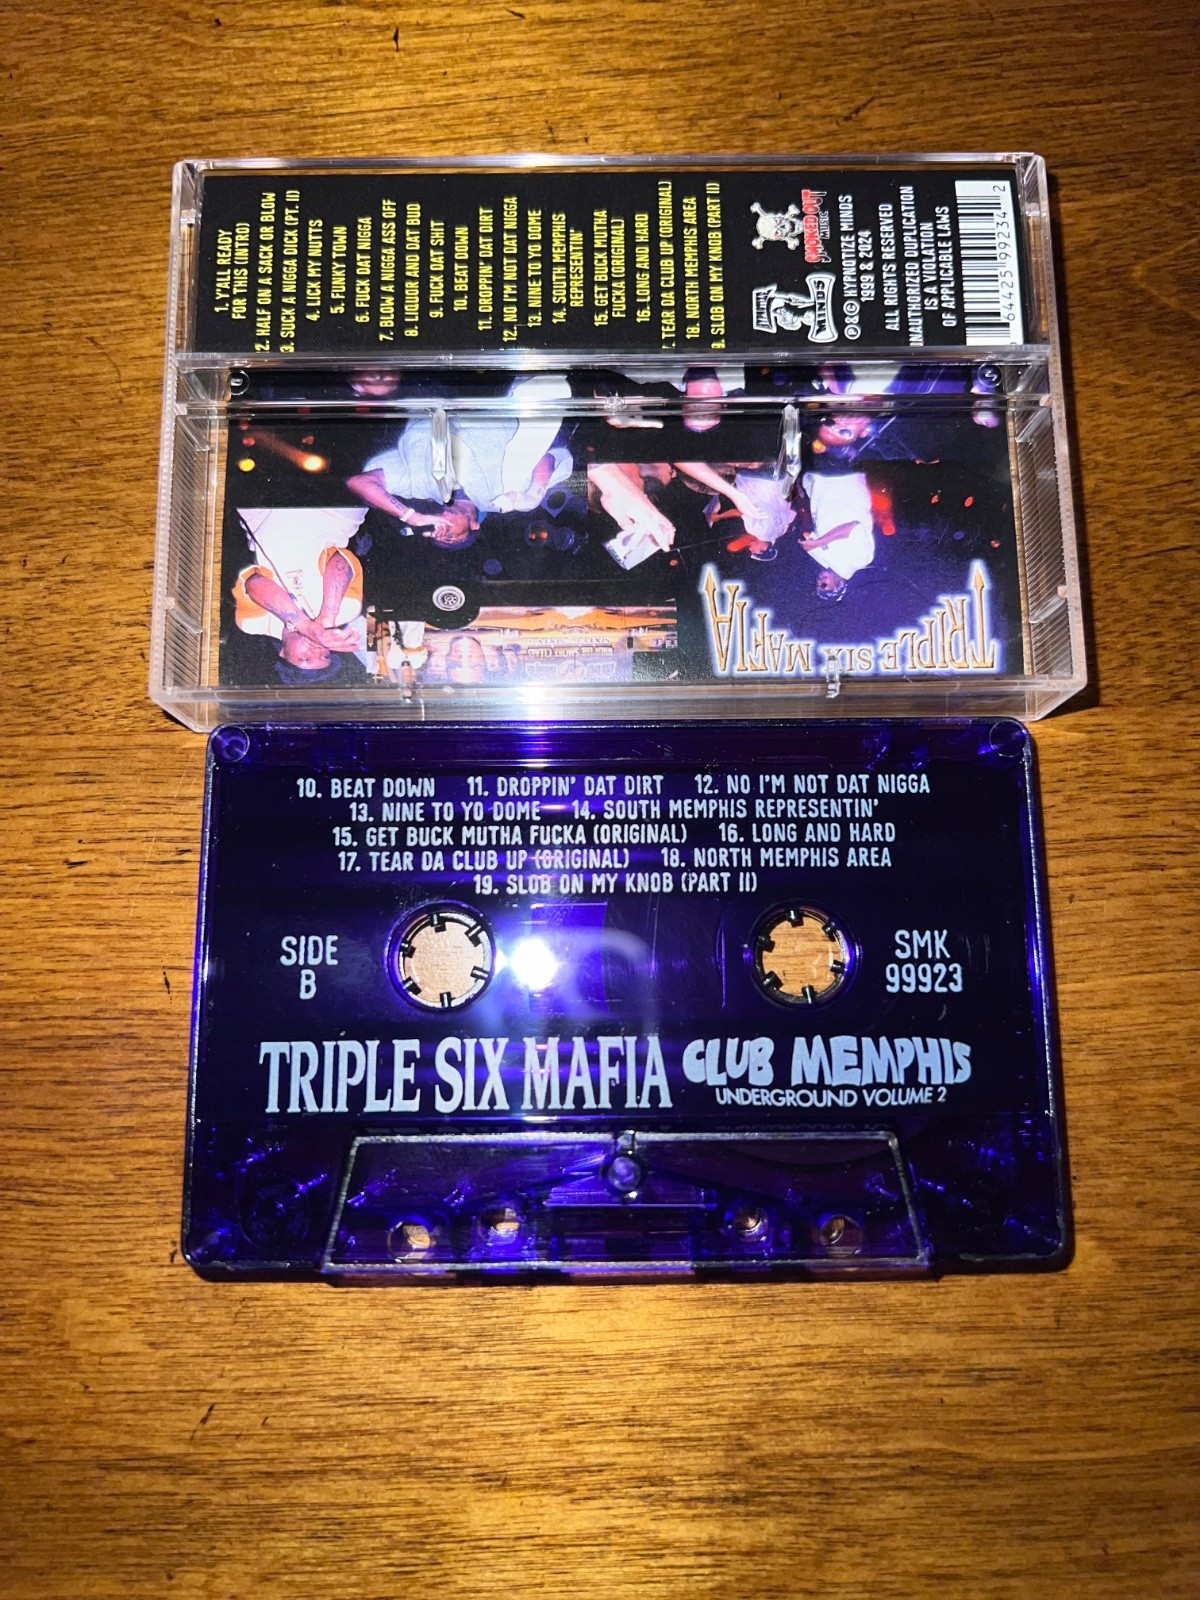 1. Y'ALL READY
FOR THIS (INTRO)
2. HALF ON A SACK OR BLOW
3. SUCK A NIGGA DICK (PT. II)
4. LICK MY NUTTS
5. FUNKY TOWN
6. FUCK DAT NIGGA
7. BLOW A NIGGA ASS OFF
8. LIQUOR AND DAT BUD
9. FUCK DAT SHIT
10. BEAT DOWN
11. DROPPIN' DAT DIRT
12. NO I'M NOT DAT NIGGA
13. NINE TO YO DOME
14. SOUTH MEMPHIS
REPRESENTIN'
15. GET BUCK MUTHA
FUCKA (ORIGINAL)
16. LONG AND HARD
TEAR DA CLUB UP (ORIGINAL)
18. NORTH MEMPHIS AREA
9. SLOB ON MY KNOB (PART II)
MINDS
SMOKED OUT
MUSIC
℗&© HYPNOTIZE MINDS
1999 & 2024
ALL RIGHTS RESERVED
UNAUTHORIZED DUPLICATION
IS A VIOLATION
OF APPLICABLE LAWS
64425 99234 2
TRIPLE SIX MAFIA
10. BEAT DOWN 11. DROPPIN' DAT DIRT 12. NO I'M NOT DAT NIGGA
13. NINE TO YO DOME 14. SOUTH MEMPHIS REPRESENTIN'
15. GET BUCK MUTHA FUCKA (ORIGINAL) 16. LONG AND HARD
17. TEAR DA CLUB UP (ORIGINAL) 18. NORTH MEMPHIS AREA
19. SLOB ON MY KNOB (PART II)
SIDE
B
SMK
99923
TRIPLE SIX MAFIA
CLUB MEMPHIS
UNDERGROUND VOLUME 2